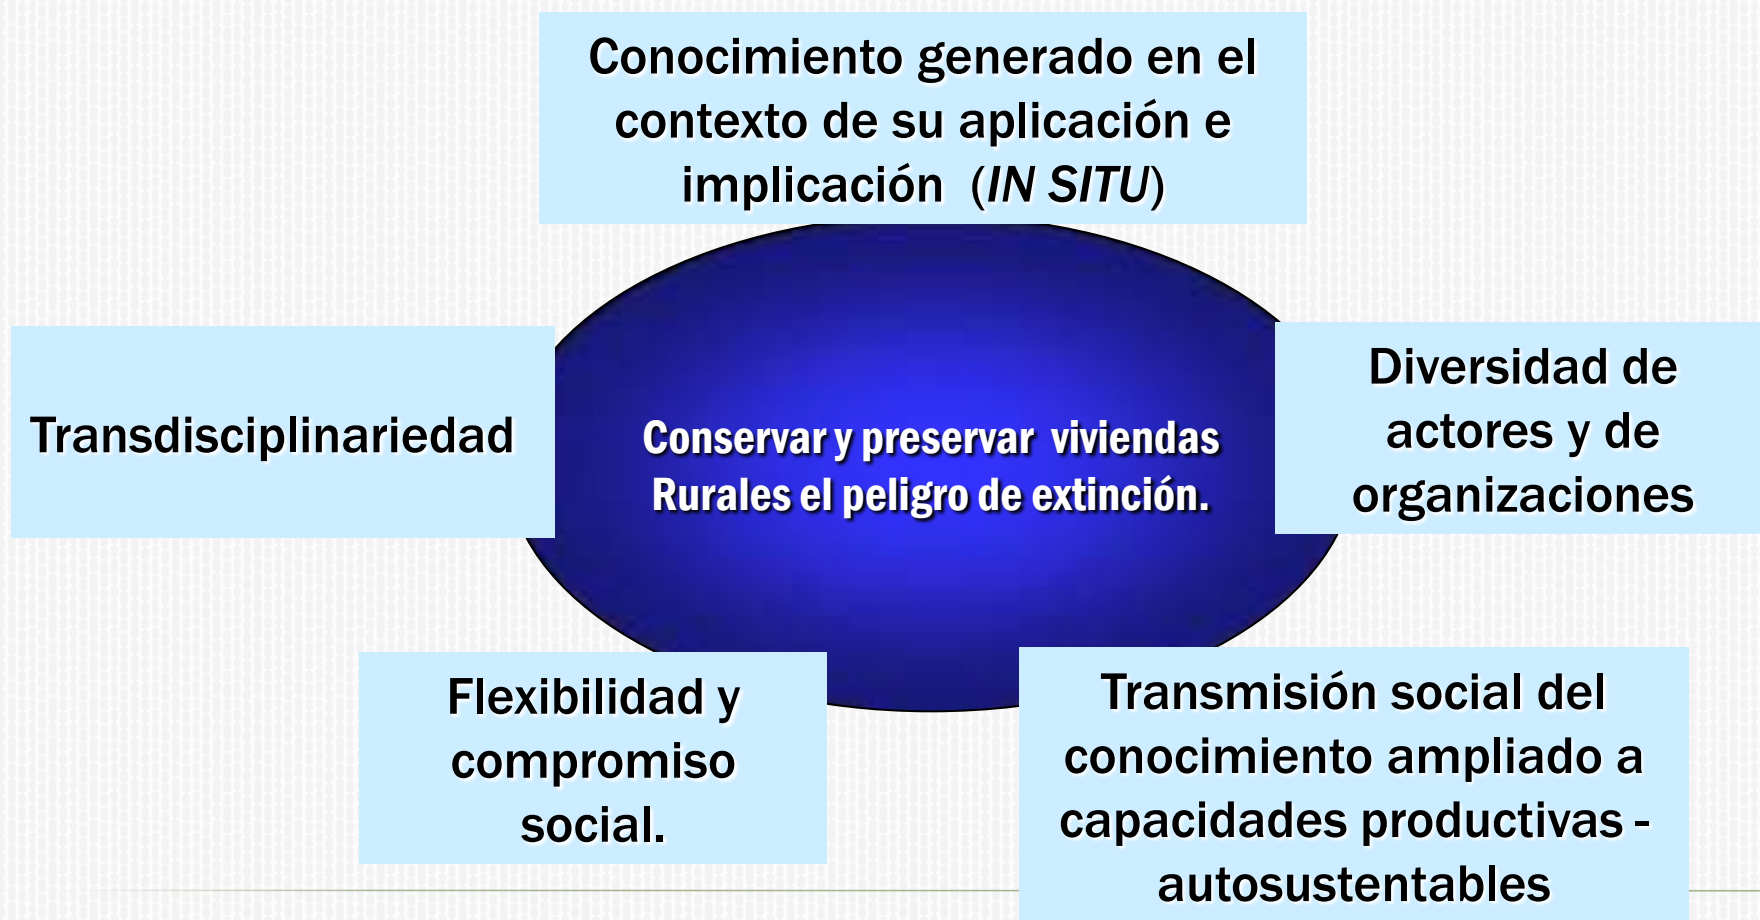 Conocimiento generado en el
contexto de su aplicación e
implicación (IN SITU)
Transdisciplinariedad
Conservar y preservar viviendas
Rurales el peligro de extinción.
Diversidad de
actores y de
organizaciones
Flexibilidad y
compromiso
social.
Transmisión social del
conocimiento ampliado a
capacidades productivas -
autosustentables